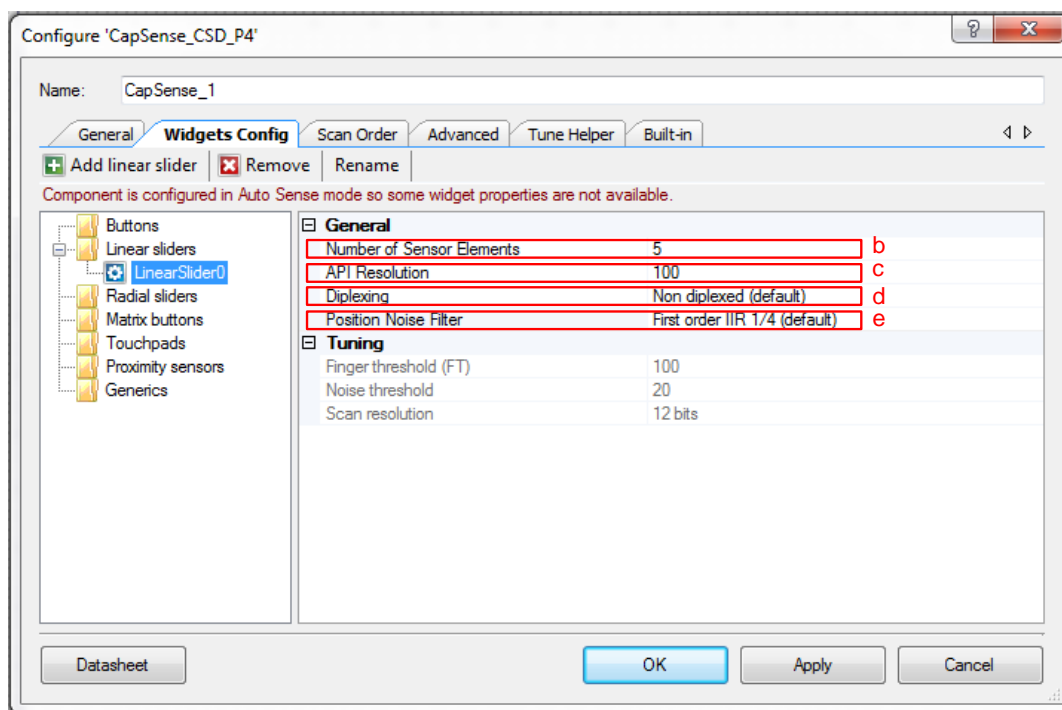 Configure 'CapSense_CSD_P4'
Name: CapSense_1
General Widgets Config Scan Order Advanced Tune Helper Built-in
Add linear slider Remove Rename
Component is configured in Auto Sense mode so some widget properties are not available.
Buttons
Linear sliders
LinearSlider0
Radial sliders
Matrix buttons
Touchpads
Proximity sensors
Generics
General
Number of Sensor Elements 5 b
API Resolution 100 c
Diplexing Non diplexed (default) d
Position Noise Filter First order IIR 1/4 (default) e
Tuning
Finger threshold (FT) 100
Noise threshold 20
Scan resolution 12 bits
Datasheet OK Apply Cancel